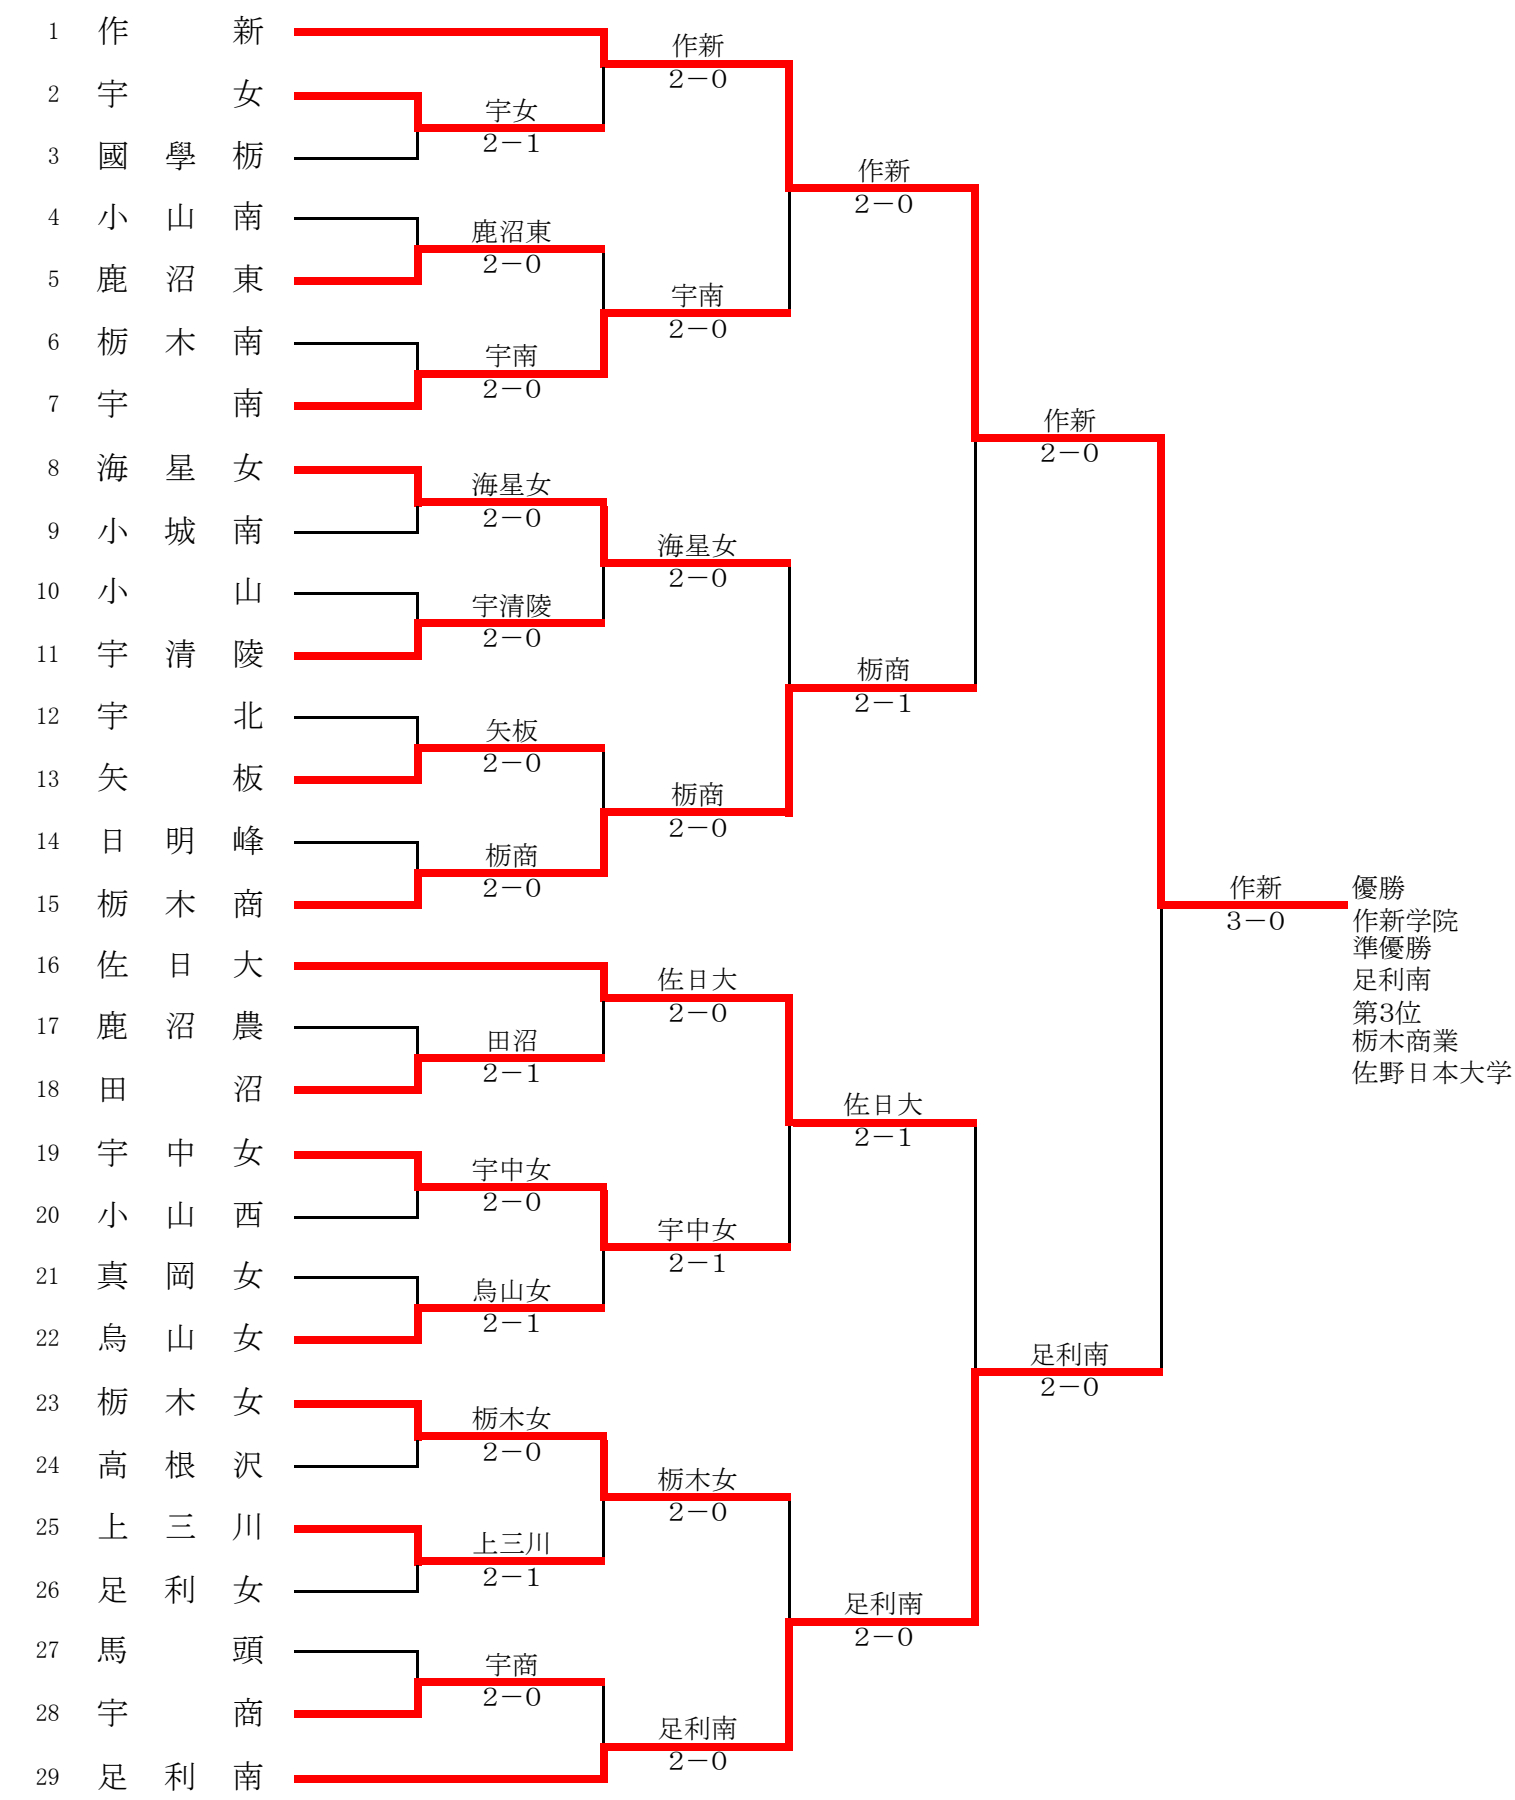 1 作新
2 宇女
3 國學栃
4 小山南
5 鹿沼東
6 栃木南
7 宇南
8 海星女
9 小城南
10 小山
11 宇清陵
12 宇北
13 矢板
14 日明峰
15 栃木商
16 佐日大
17 鹿沼農
18 田沼
19 宇中女
20 小山西
21 真岡女
22 烏山女
23 栃木女
24 高根沢
25 上三川
26 足利女
27 馬頭
28 宇商
29 足利南
宇女
2－1
鹿沼東
2－0
宇南
2－0
海星女
2－0
宇清陵
2－0
矢板
2－0
栃商
2－0
田沼
2－1
宇中女
2－0
烏山女
2－1
栃木女
2－0
上三川
2－1
宇商
2－0
作新
2－0
宇南
2－0
海星女
2－0
栃商
2－0
佐日大
2－0
宇中女
2－1
栃木女
2－0
足利南
2－0
作新
2－0
栃商
2－1
佐日大
2－1
足利南
2－0
作新
2－0
足利南
2－0
作新
3－0
優勝
作新学院
準優勝
足利南
第3位
栃木商業
佐野日本大学